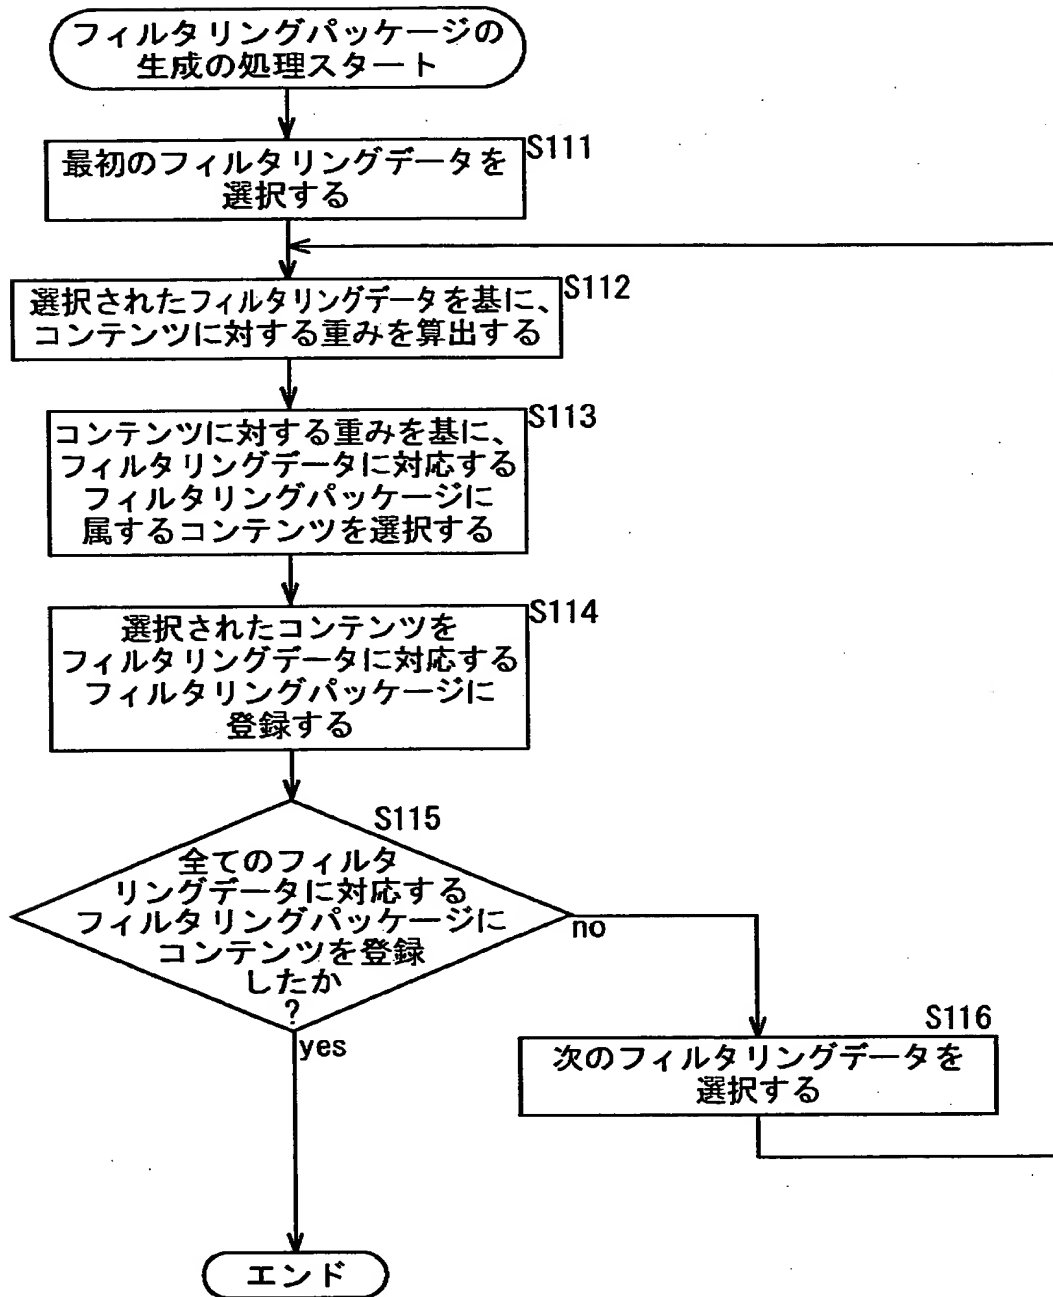 フィルタリングパッケージの
生成の処理スタート
S111
最初のフィルタリングデータを
選択する
S112
選択されたフィルタリングデータを基に、
コンテンツに対する重みを算出する
S113
コンテンツに対する重みを基に、
フィルタリングデータに対応する
フィルタリングパッケージに
属するコンテンツを選択する
S114
選択されたコンテンツを
フィルタリングデータに対応する
フィルタリングパッケージに
登録する
S115
全てのフィルタ
リングデータに対応する
フィルタリングパッケージに
コンテンツを登録
したか
?
no
yes
S116
次のフィルタリングデータを
選択する
エンド